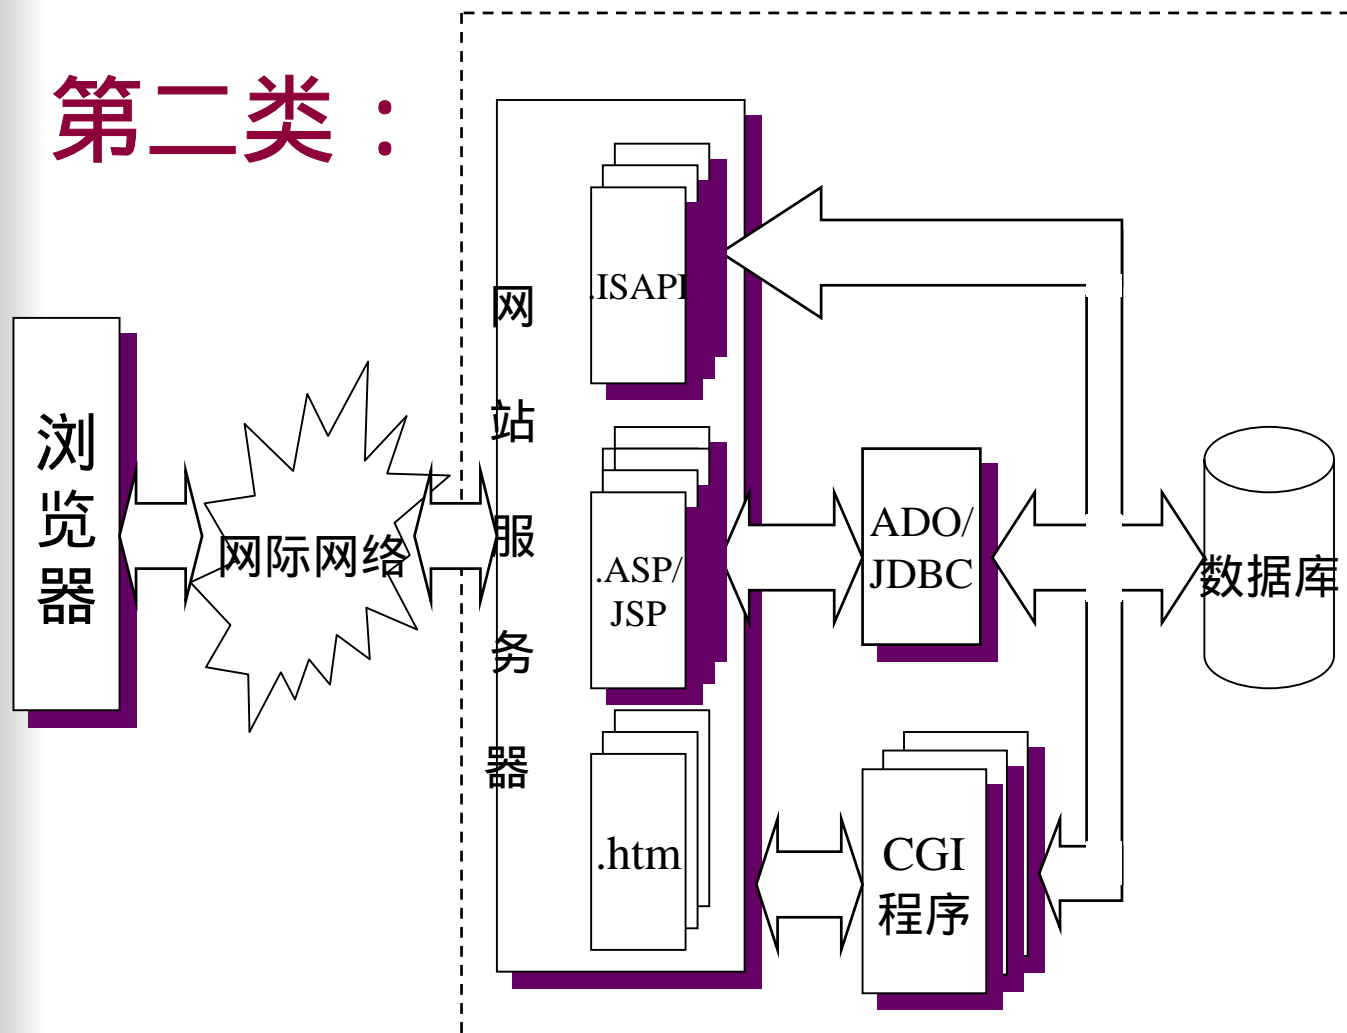 第二类：
浏
览
器
网际网络
网
站
服
务
器
.ISAPI
.ASP/
JSP
.htm
ADO/
JDBC
CGI
程序
数据库